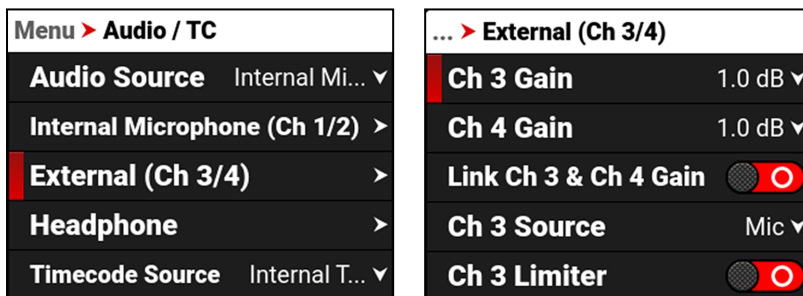 Menu > Audio / TC
Audio Source Internal Mi...
Internal Microphone (Ch 1/2) >
External (Ch 3/4) >
Headphone >
Timecode Source Internal T...
... > External (Ch 3/4)
Ch 3 Gain 1.0 dB
Ch 4 Gain 1.0 dB
Link Ch 3 & Ch 4 Gain
Ch 3 Source Mic
Ch 3 Limiter